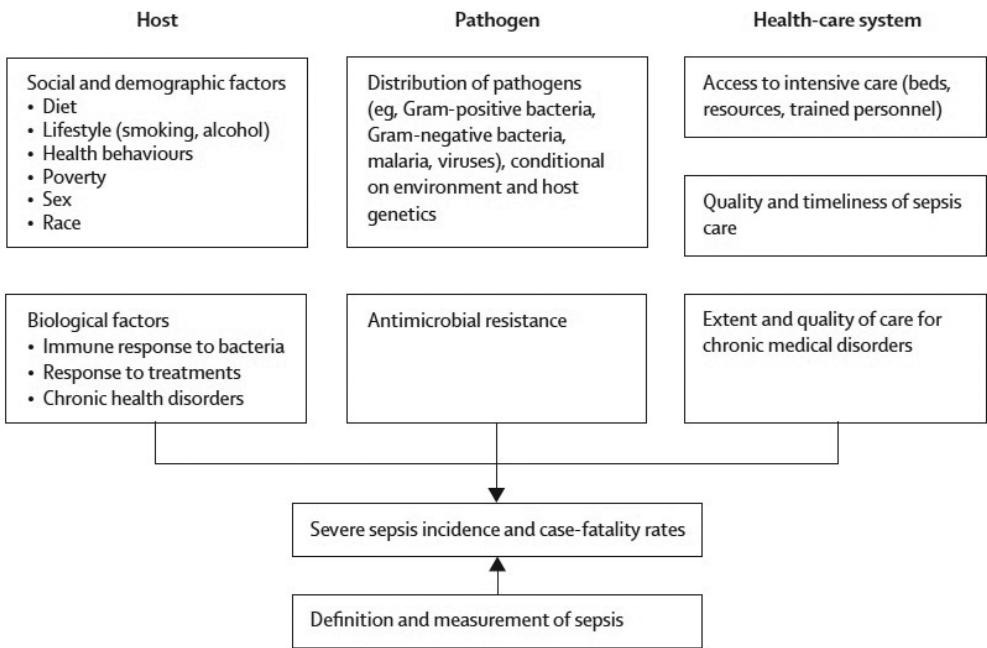 Host
Social and demographic factors
• Diet
• Lifestyle (smoking, alcohol)
• Health behaviours
• Poverty
• Sex
• Race
Biological factors
• Immune response to bacteria
• Response to treatments
• Chronic health disorders
Pathogen
Distribution of pathogens
(eg, Gram-positive bacteria,
Gram-negative bacteria,
malaria, viruses), conditional
on environment and host
genetics
Antimicrobial resistance
Health-care system
Access to intensive care (beds,
resources, trained personnel)
Quality and timeliness of sepsis
care
Extent and quality of care for
chronic medical disorders
Severe sepsis incidence and case-fatality rates
Definition and measurement of sepsis